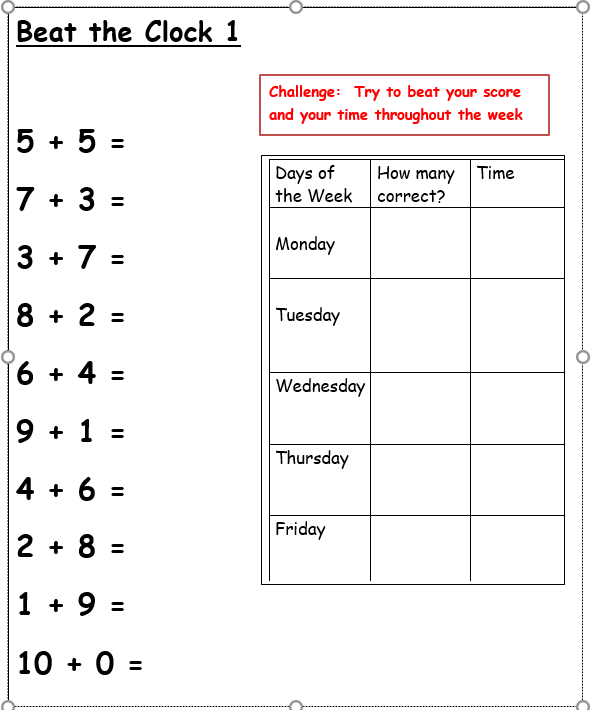 Beat the Clock 1
Challenge:  Try to beat your score
and your time throughout the week
5 + 5 =
7 + 3 =
3 + 7 =
8 + 2 =
6 + 4 =
9 + 1 =
4 + 6 =
2 + 8 =
1 + 9 =
10 + 0 =
Days of the Week | How many correct? | Time
Monday
Tuesday
Wednesday
Thursday
Friday